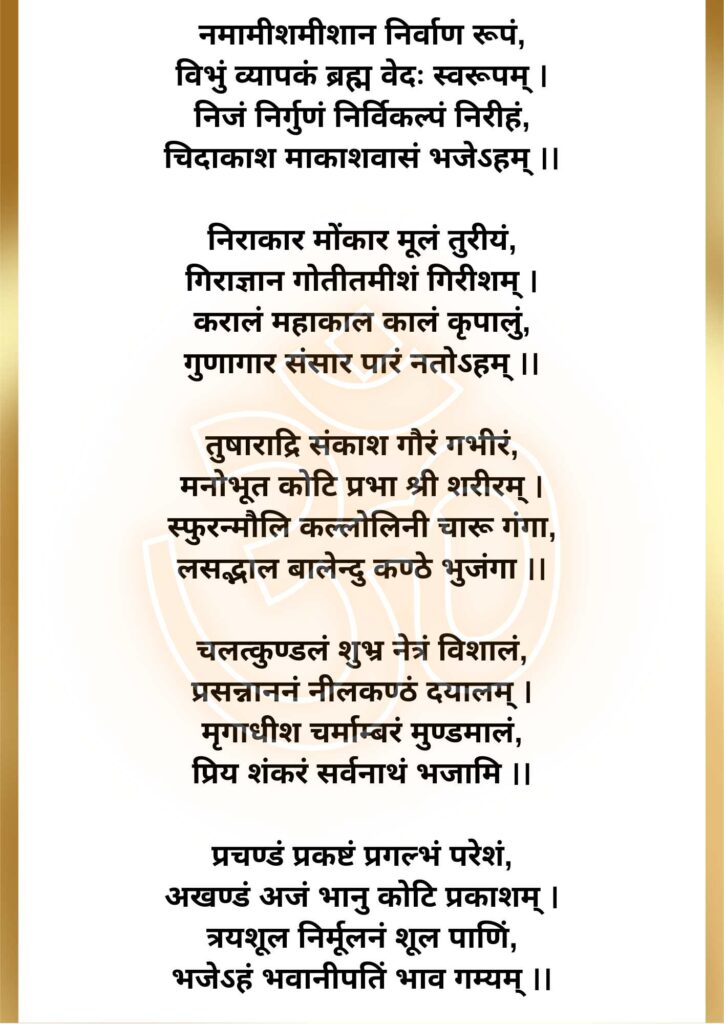 नमामीशमीशान निर्वाण रूपं,
विभुं व्यापकं ब्रह्म वेदः स्वरूपम् ।
निजं निर्गुणं निर्विकल्पं निरीहं,
चिदाकाश माकाशवासं भजेऽहम् ।।
निराकार मोंकार मूलं तुरीयं,
गिराज्ञान गोतीतमीशं गिरीशम् ।
करालं महाकाल कालं कृपालुं,
गुणागार संसार पारं नतोऽहम् ।।
तुषाराद्रि संकाश गौरं गभीरं,
मनोभूत कोटि प्रभा श्री शरीरम् ।
स्फुरन्मौलि कल्लोलिनी चारू गंगा,
लसद्भाल बालेन्दु कण्ठे भुजंगा ।।
चलत्कुण्डलं शुभ्र नेत्रं विशालं,
प्रसन्नाननं नीलकण्ठं दयालम् ।
मृगाधीश चर्माम्बरं मुण्डमालं,
प्रिय शंकरं सर्वनाथं भजामि ।।
प्रचण्डं प्रकष्टं प्रगल्भं परेशं,
अखण्डं अजं भानु कोटि प्रकाशम् ।
त्रयशूल निर्मूलनं शूल पाणिं,
भजेऽहं भवानीपतिं भाव गम्यम् ।।